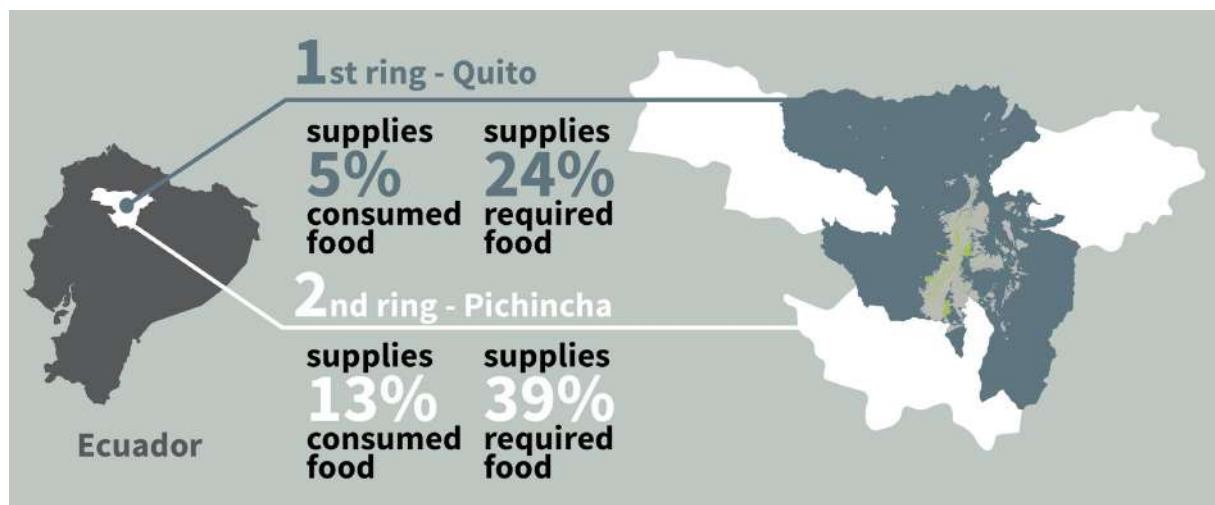 1st ring - Quito
supplies supplies
5% 24%
consumed required
food food
2nd ring - Pichincha
supplies supplies
13% 39%
consumed required
food food
Ecuador